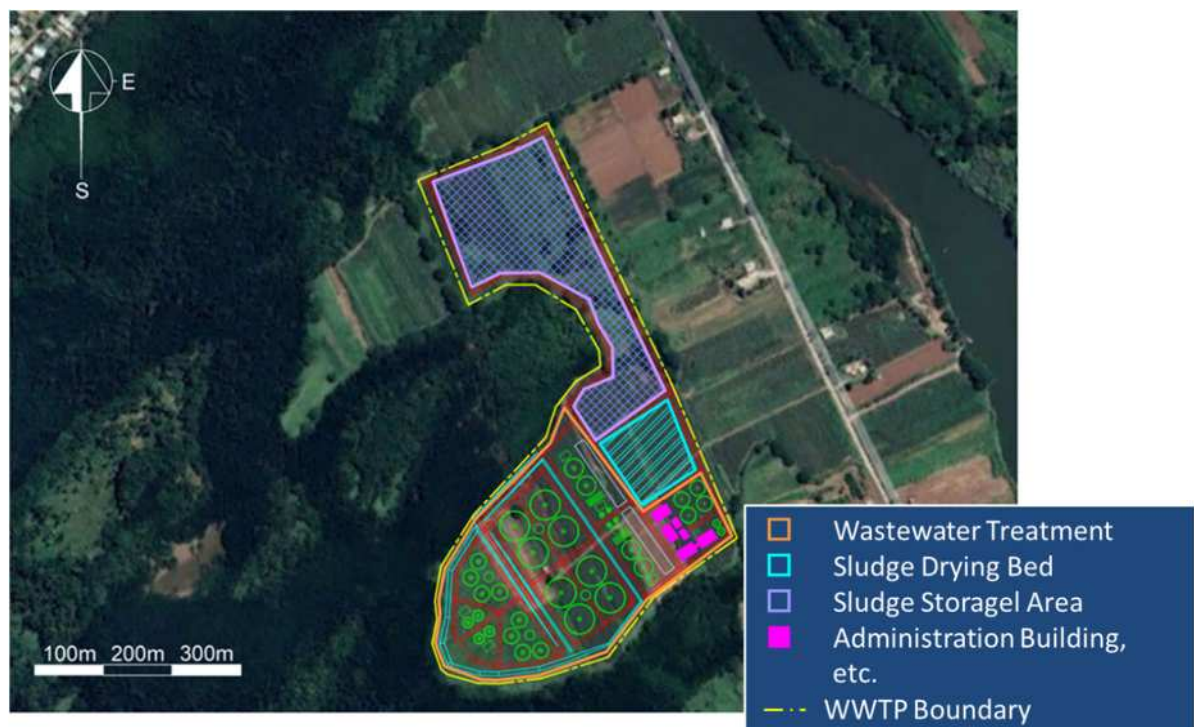 E
S
100m 200m 300m
Wastewater Treatment
Sludge Drying Bed
Sludge Storagel Area
Administration Building,
etc.
WWTP Boundary